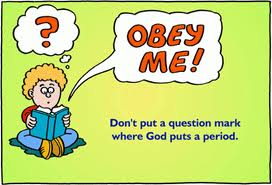 ?
OBEY
ME!
Don't put a question mark
where God puts a period.